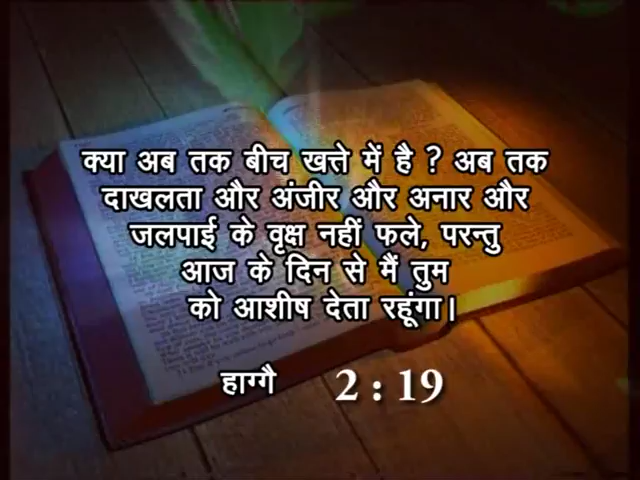 क्या अब तक बीच खत्ते में है ? अब तक
दाखलता और अंजीर और अनार और
जलपाई के वृक्ष नहीं फले, परन्तु
आज के दिन से मैं तुम
को आशीष देता रहूंगा।
हाग्गै 2 : 19